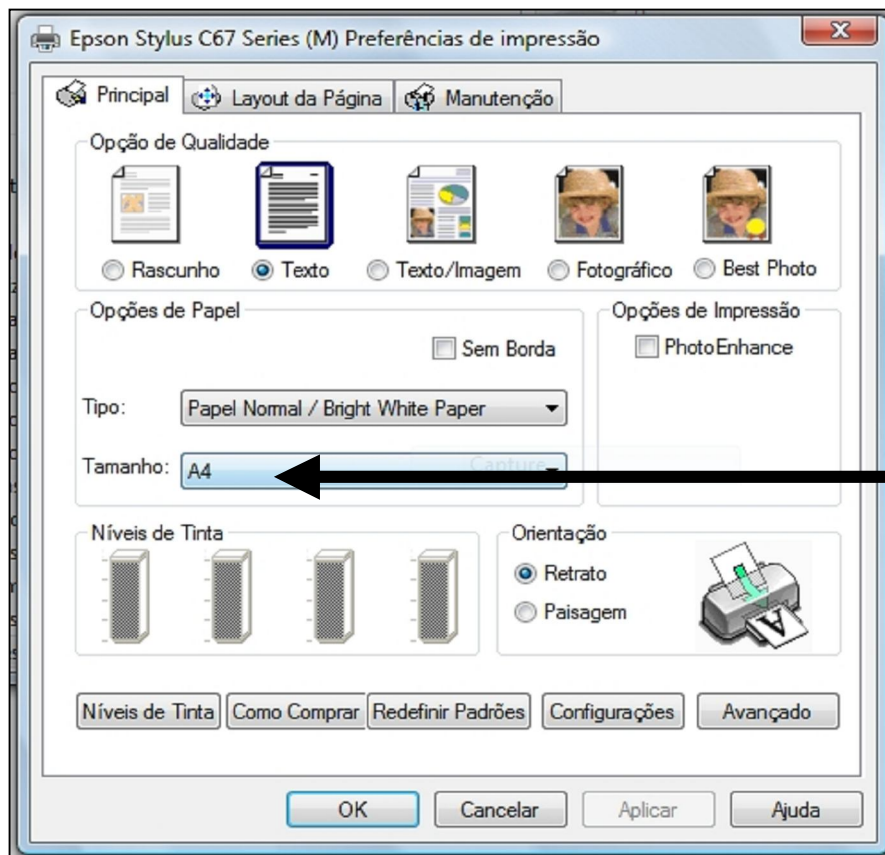 Epson Stylus C67 Series (M) Preferências de impressão
Principal
Layout da Página
Manutenção
Opção de Qualidade
Rascunho
Texto
Texto/Imagem
Fotográfico
Best Photo
Opções de Papel
Sem Borda
Tipo:
Papel Normal / Bright White Paper
Tamanho:
A4
Capture
Opções de Impressão
PhotoEnhance
Níveis de Tinta
Orientação
Retrato
Paisagem
A
Níveis de Tinta
Como Comprar
Redefinir Padrões
Configurações
Avançado
OK
Cancelar
Aplicar
Ajuda